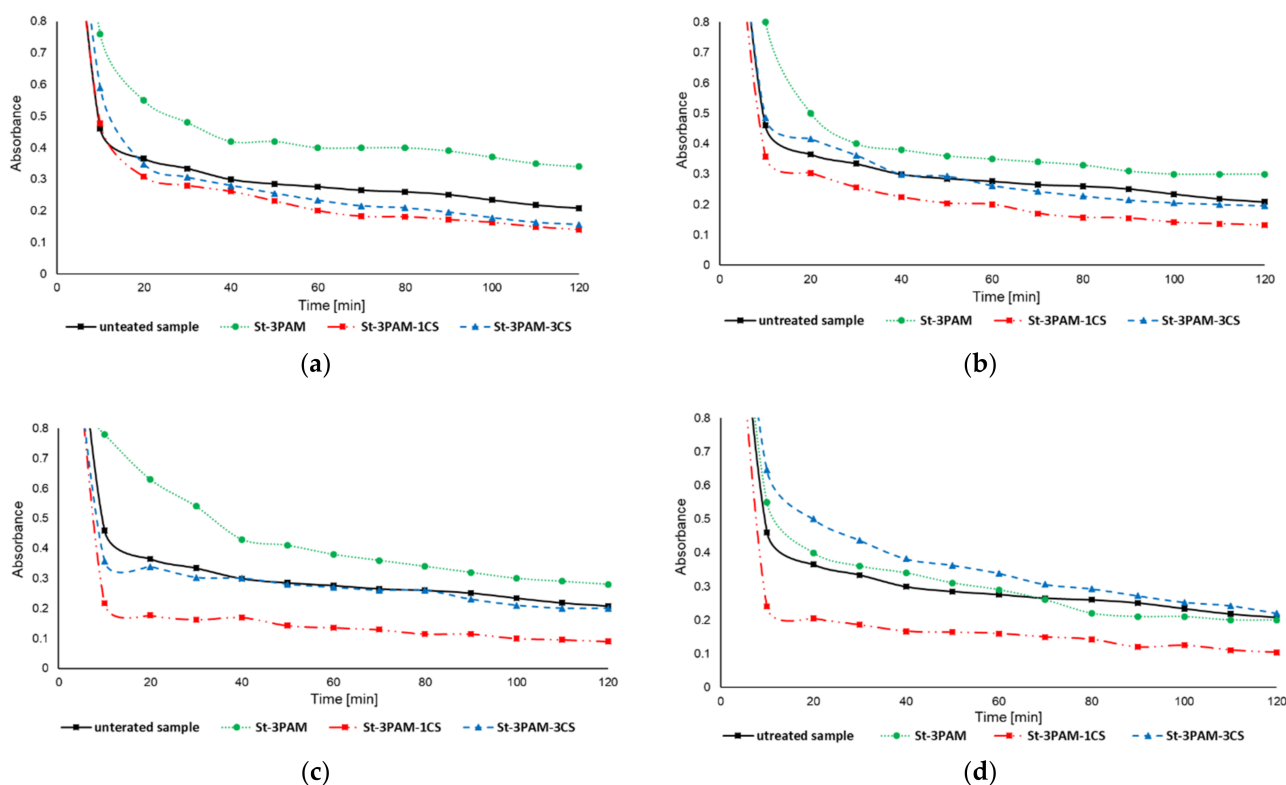 0.8
0.7
0.6
0.5
0.4
0.3
0.2
0.1
0
Absorbance
0 20 40 60 80 100 120
Time [min]
unteated sample St-3PAM St-3PAM-1CS St-3PAM-3CS
(a)
0.8
0.7
0.6
0.5
0.4
0.3
0.2
0.1
0
Absorbance
0 20 40 60 80 100 120
Time [min]
untreated sample St-3PAM St-3PAM-1CS St-3PAM-3CS
(b)
0.8
0.7
0.6
0.5
0.4
0.3
0.2
0.1
0
Absorbance
0 20 40 60 80 100 120
Time [min]
unterated sample St-3PAM St-3PAM-1CS St-3PAM-3CS
(c)
0.8
0.7
0.6
0.5
0.4
0.3
0.2
0.1
0
Absorbance
0 20 40 60 80 100 120
Time [min]
utreated sample St-3PAM St-3PAM-1CS St-3PAM-3CS
(d)